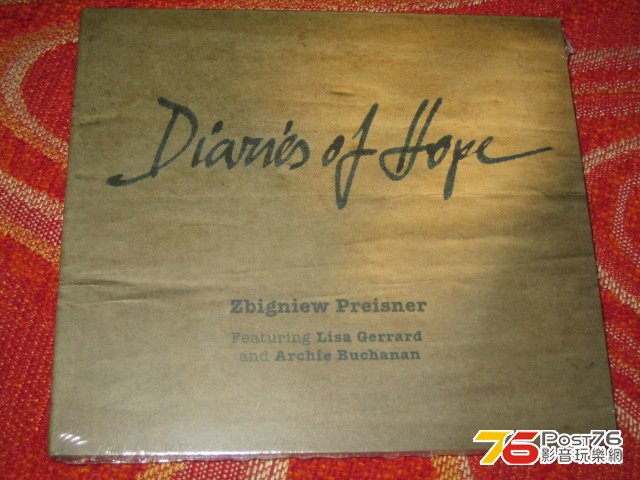 Diaries of Hope
Zbigniew Preisner
Featuring Lisa Gerrard
and Archie Buchanan
76 Post76
影音玩樂網